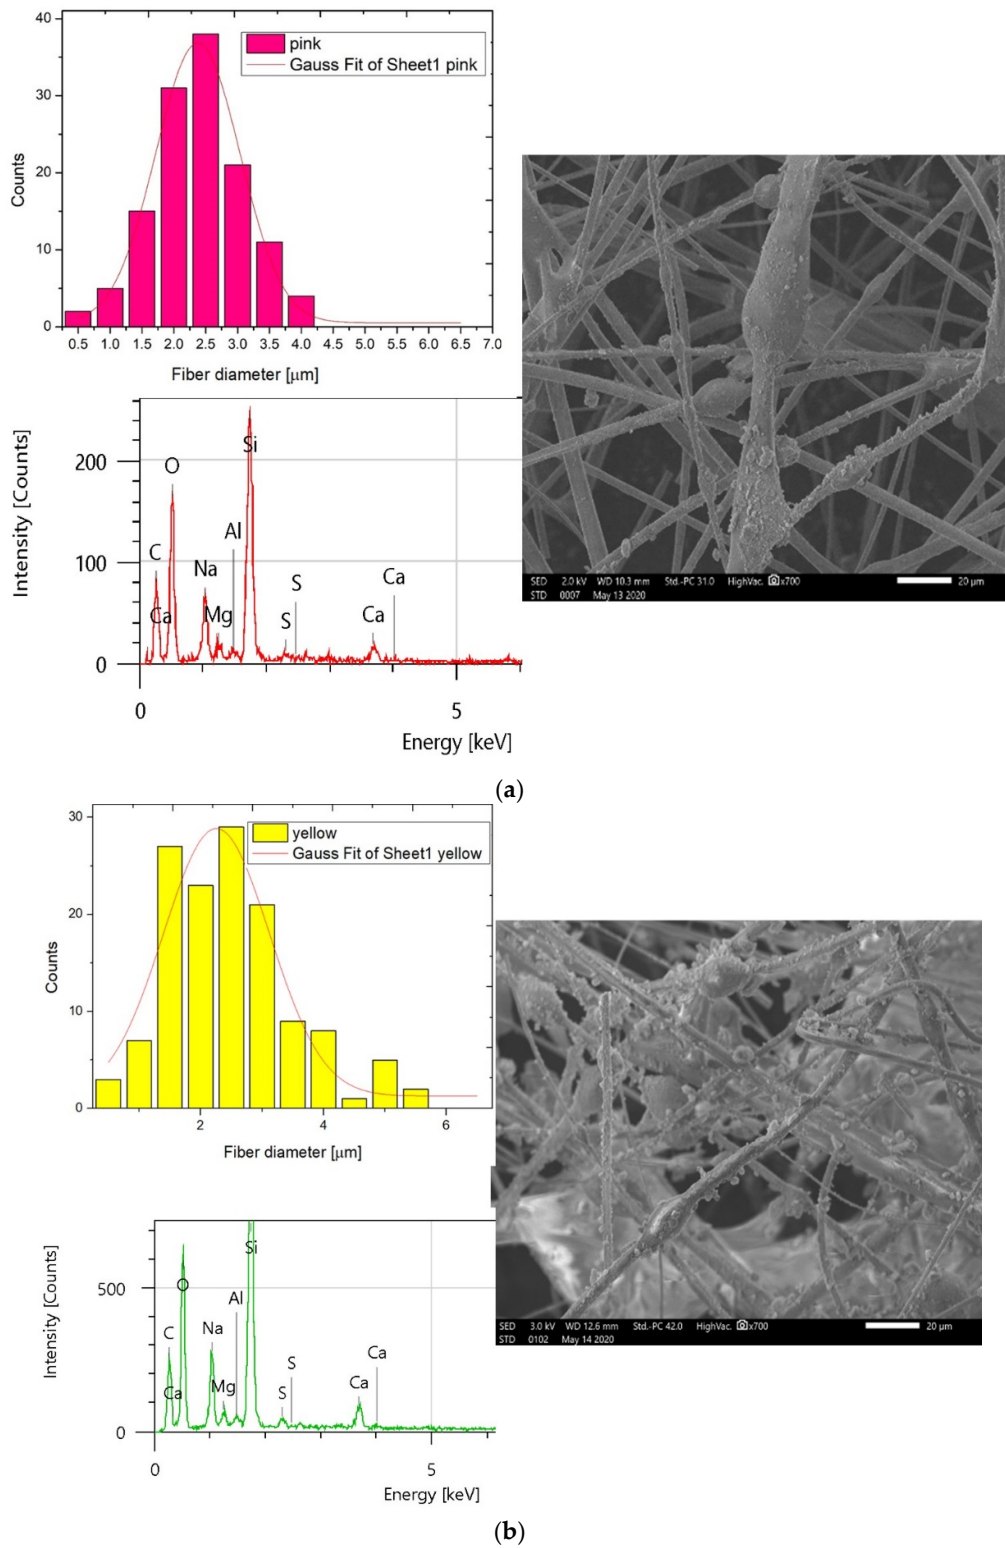 40
30
20
10
0
Counts
pink
Gauss Fit of Sheet1 pink
0.5 1.0 1.5 2.0 2.5 3.0 3.5 4.0 4.5 5.0 5.5 6.0 6.5 7.0
Fiber diameter [μm]
Intensity [Counts]
200
100
0
C
Ca
O
Na
Mg
Al
Si
S
S
Ca
Ca
0 5
Energy [keV]
SED 2.0 kV WD 10.3 mm Std.-PC 31.0 HighVac. x700 20 μm
STD 0007 May 13 2020
(a)
30
20
10
0
Counts
yellow
Gauss Fit of Sheet1 yellow
2 4 6
Fiber diameter [μm]
Intensity [Counts]
500
0
C
Ca
O
Na
Mg
Al
Si
S
S
Ca
Ca
0 5
Energy [keV]
SED 3.0 kV WD 12.6 mm Std.-PC 42.0 HighVac. x700 20 μm
STD 0102 May 14 2020
(b)